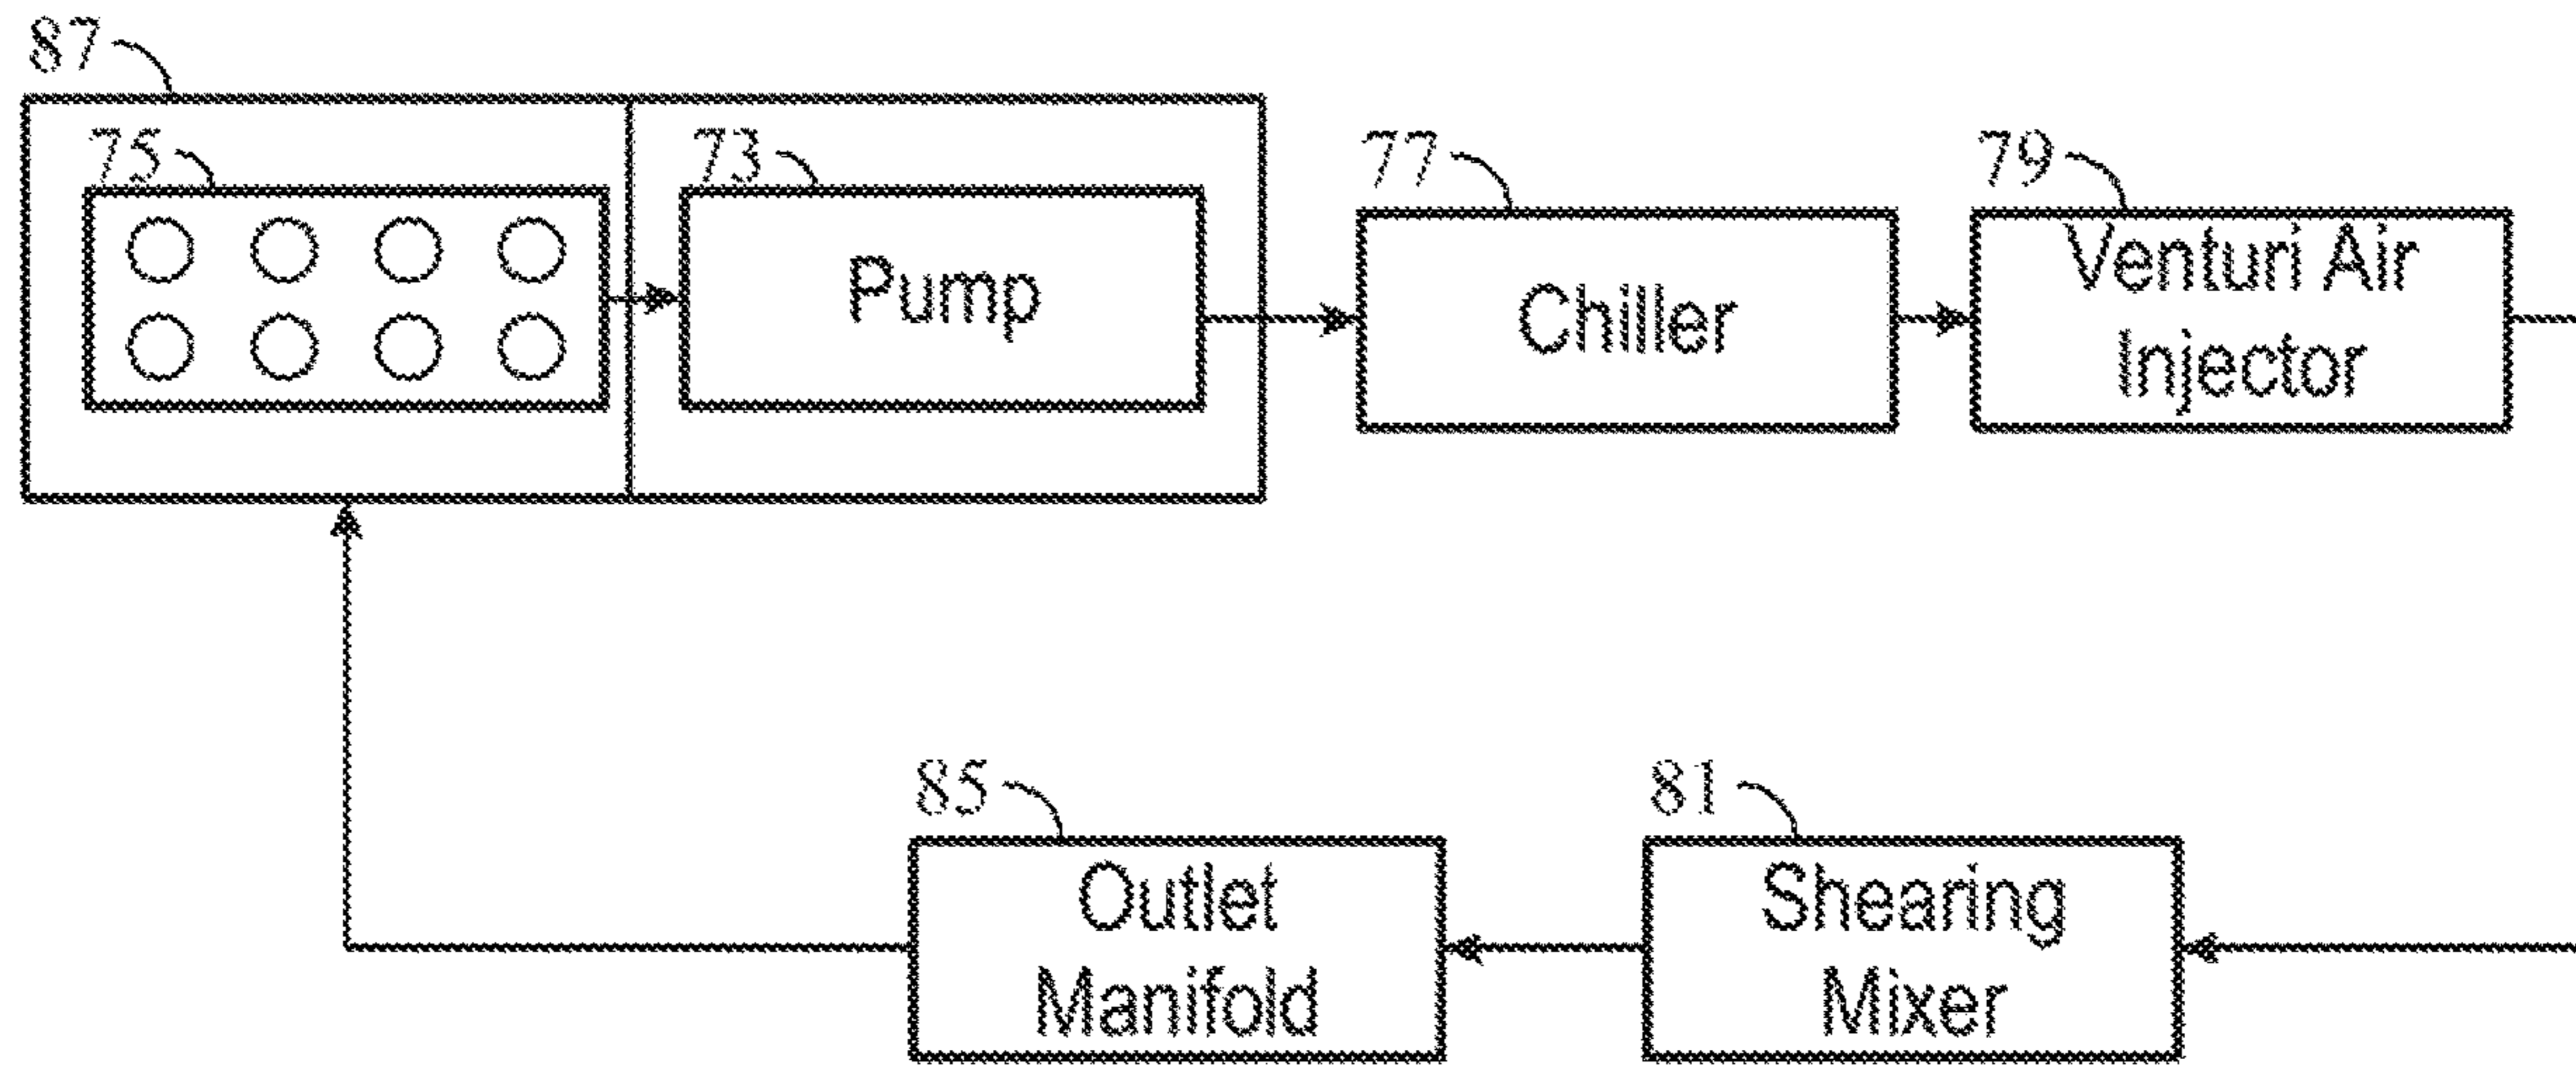 87
75
73
77
79
Pump
Chiller
Venturi Air
Injector
85
81
Outlet
Manifold
Shearing
Mixer